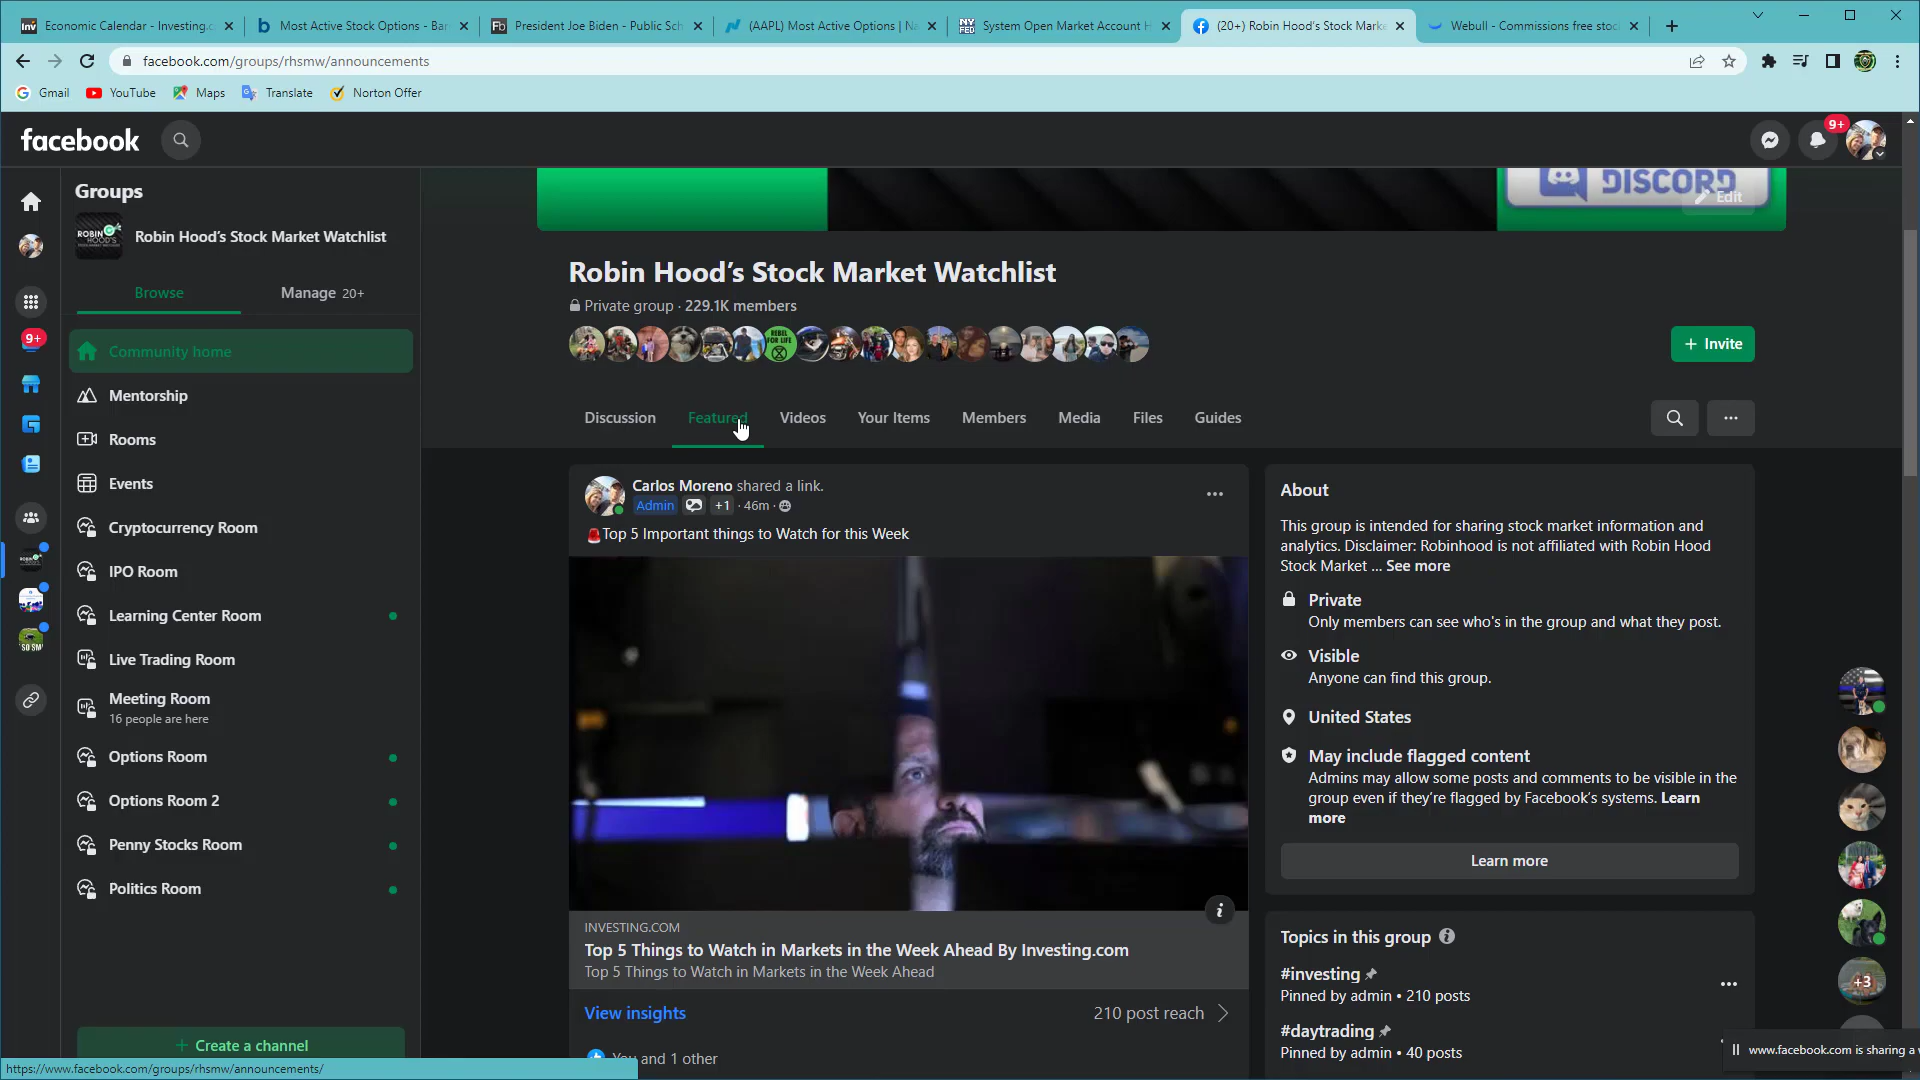 Economic Calendar - Investing.c
Most Active Stock Options - Bar
President Joe Biden - Public Sch
(AAPL) Most Active Options | Na
System Open Market Account H
(20+) Robin Hood's Stock Marke
Webull - Commissions free stoc
facebook.com/groups/rhsmw/announcements
Gmail
YouTube
Maps
Translate
Norton Offer
facebook
9+
Groups
ROBIN HOOD'S
Robin Hood's Stock Market Watchlist
Browse
Manage 20+
Community home
Mentorship
Rooms
Events
Cryptocurrency Room
IPO Room
Learning Center Room
Live Trading Room
Meeting Room
16 people are here
Options Room
Options Room 2
Penny Stocks Room
Politics Room
+ Create a channel
9+
DISCORD
Edit
Robin Hood's Stock Market Watchlist
Private group · 229.1K members
REBEL FOR LIFE
+ Invite
Discussion
Featured
Videos
Your Items
Members
Media
Files
Guides
Carlos Moreno shared a link.
Admin +1 · 46m ·
🚨Top 5 Important things to Watch for this Week
INVESTING.COM
Top 5 Things to Watch in Markets in the Week Ahead By Investing.com
Top 5 Things to Watch in Markets in the Week Ahead
View insights
210 post reach
You and 1 other
About
This group is intended for sharing stock market information and
analytics. Disclaimer: Robinhood is not affiliated with Robin Hood
Stock Market ... See more
Private
Only members can see who's in the group and what they post.
Visible
Anyone can find this group.
United States
May include flagged content
Admins may allow some posts and comments to be visible in the
group even if they're flagged by Facebook's systems. Learn
more
Learn more
Topics in this group
#investing
Pinned by admin • 210 posts
#daytrading
Pinned by admin • 40 posts
+3
www.facebook.com is sharing a w
https://www.facebook.com/groups/rhsmw/announcements/